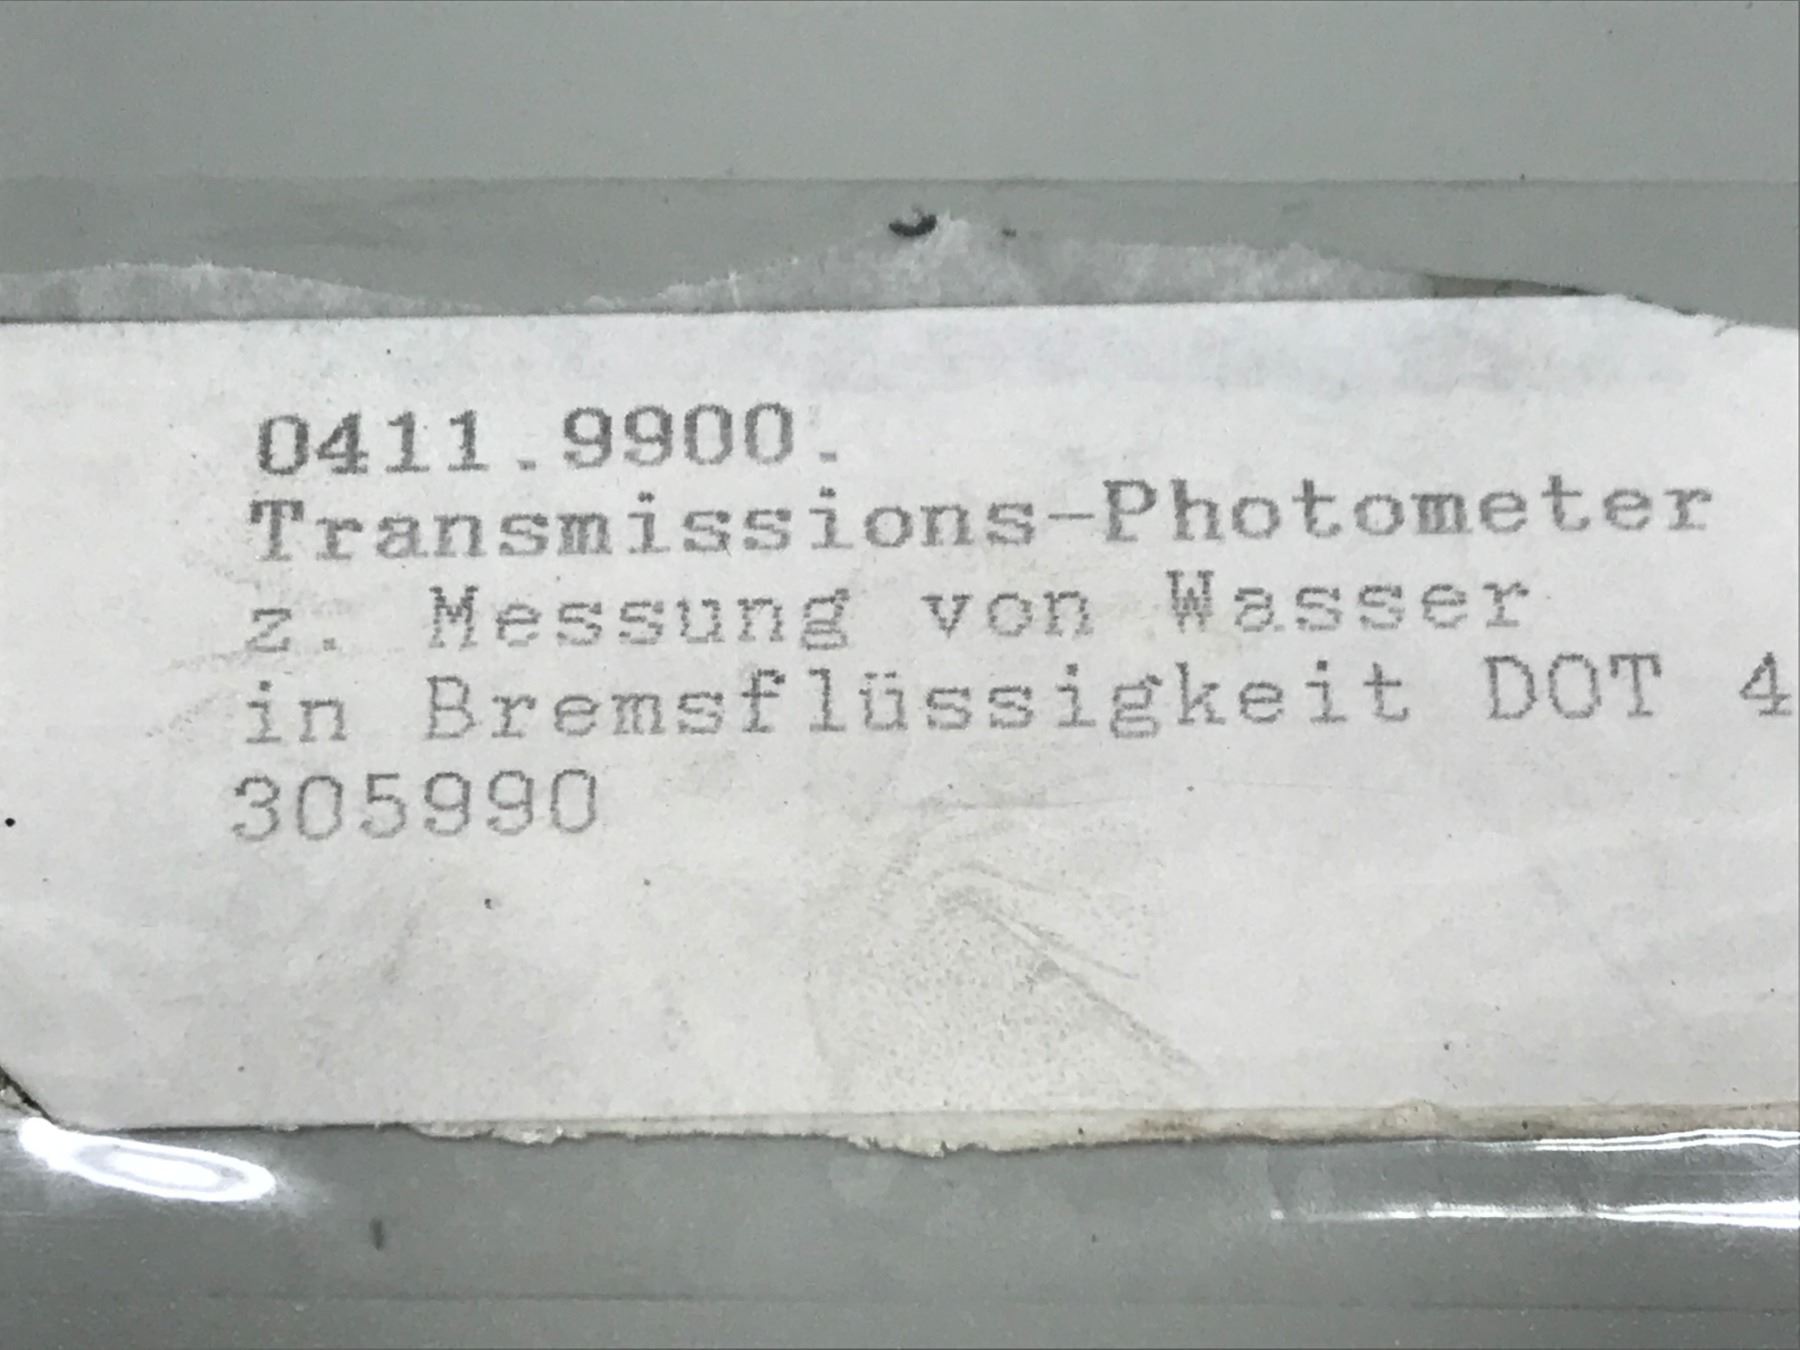 0411.9900.
Transmissions-Photometer
z. Messung von Wasser
in Bremsflüssigkeit DOT 4
305990